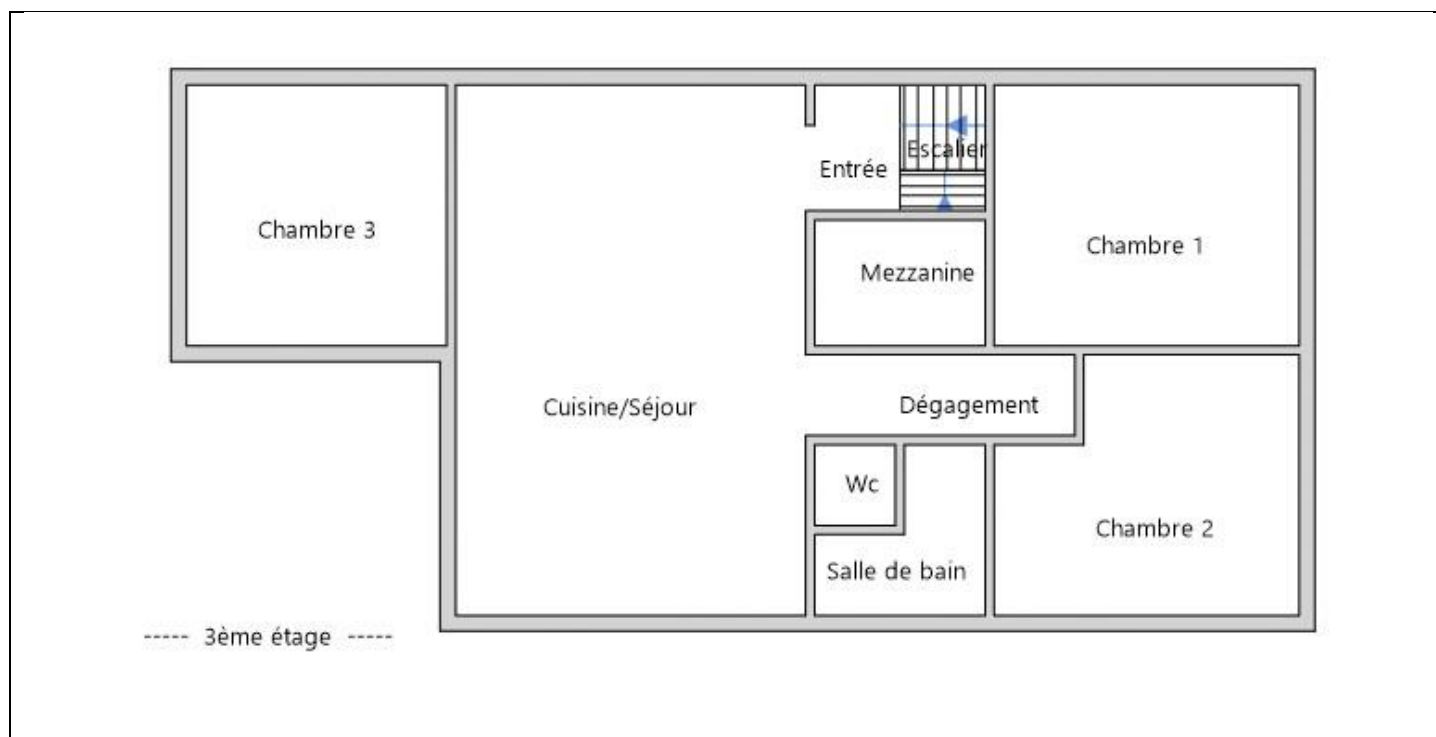 Escalier
Entrée
Chambre 3
Chambre 1
Mezzanine
Cuisine/Séjour
Dégagement
Wc
Chambre 2
Salle de bain
----- 3ème étage -----